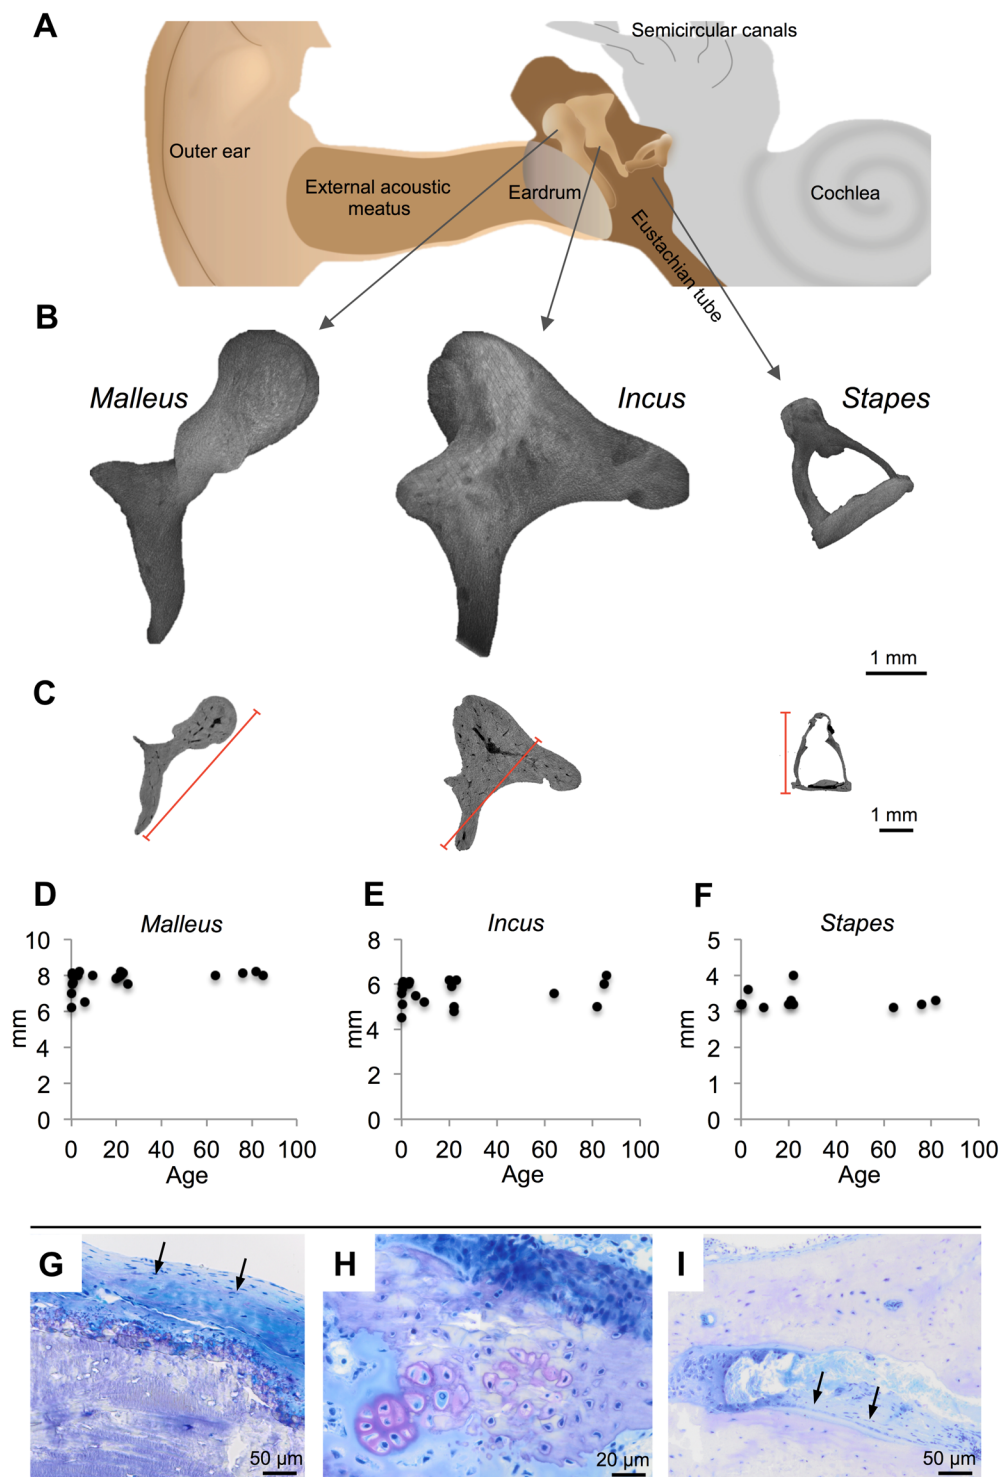 A
Semicircular canals
Outer ear
External acoustic
meatus
Eardrum
Cochlea
Eustachian tube
B
Malleus
Incus
Stapes
1 mm
C
1 mm
D
E
F
Malleus
Incus
Stapes
10
8
6
4
2
0
mm
0 20 40 60 80 100
Age
8
6
4
2
0
mm
0 20 40 60 80 100
Age
5
4
3
2
1
0
mm
0 20 40 60 80 100
Age
G
50 µm
H
20 µm
I
50 µm